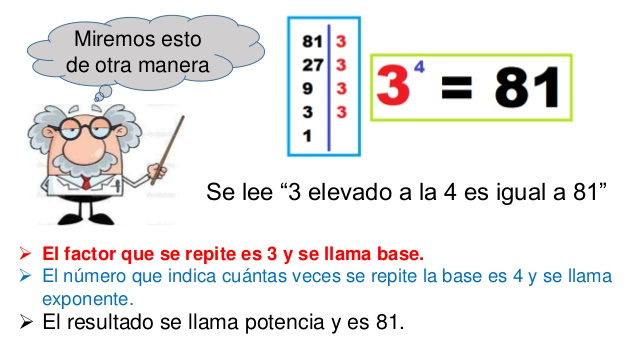 Miremos esto
de otra manera
81 3
27 3
9 3
3 3
1
3⁴ = 81
Se lee “3 elevado a la 4 es igual a 81”
➢ El factor que se repite es 3 y se llama base.
➢ El número que indica cuántas veces se repite la base es 4 y se llama
exponente.
➢ El resultado se llama potencia y es 81.